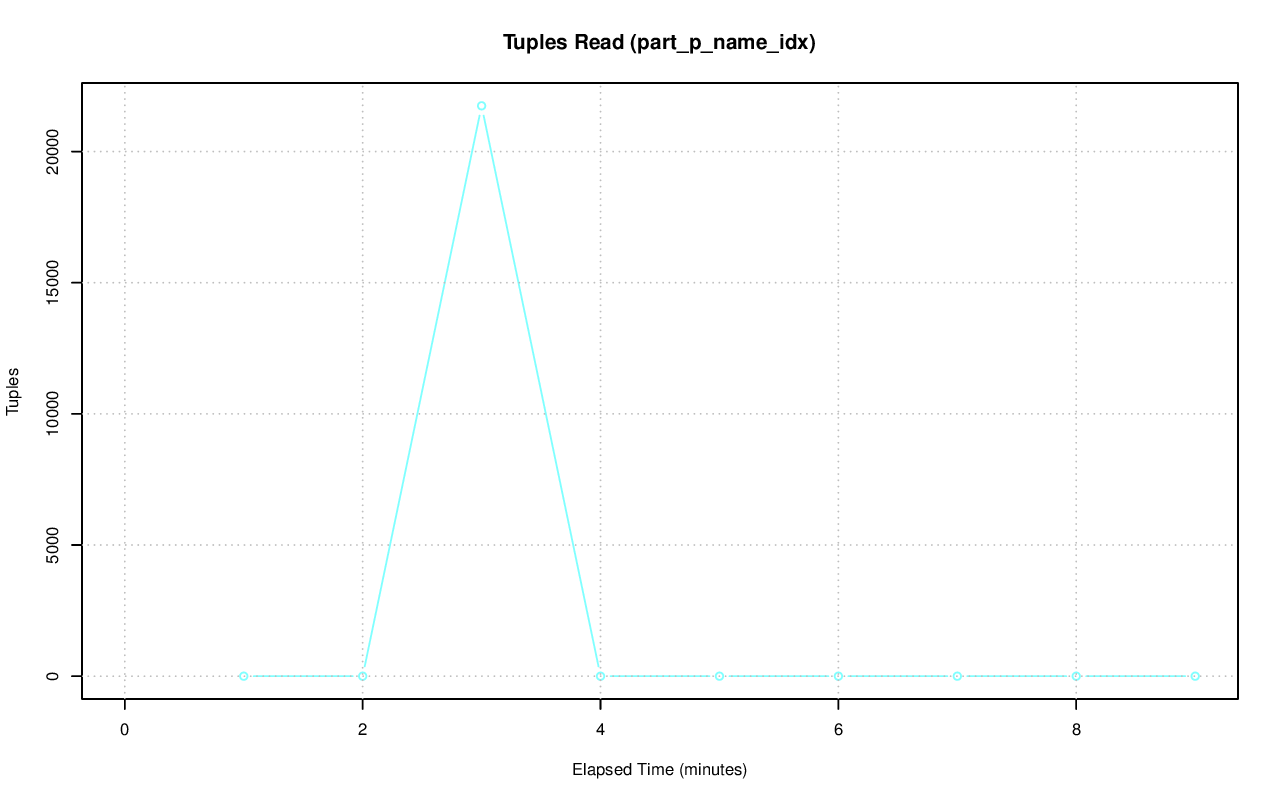 Tuples Read (part_p_name_idx)
Tuples
20000
15000
10000
5000
0
0 2 4 6 8
Elapsed Time (minutes)